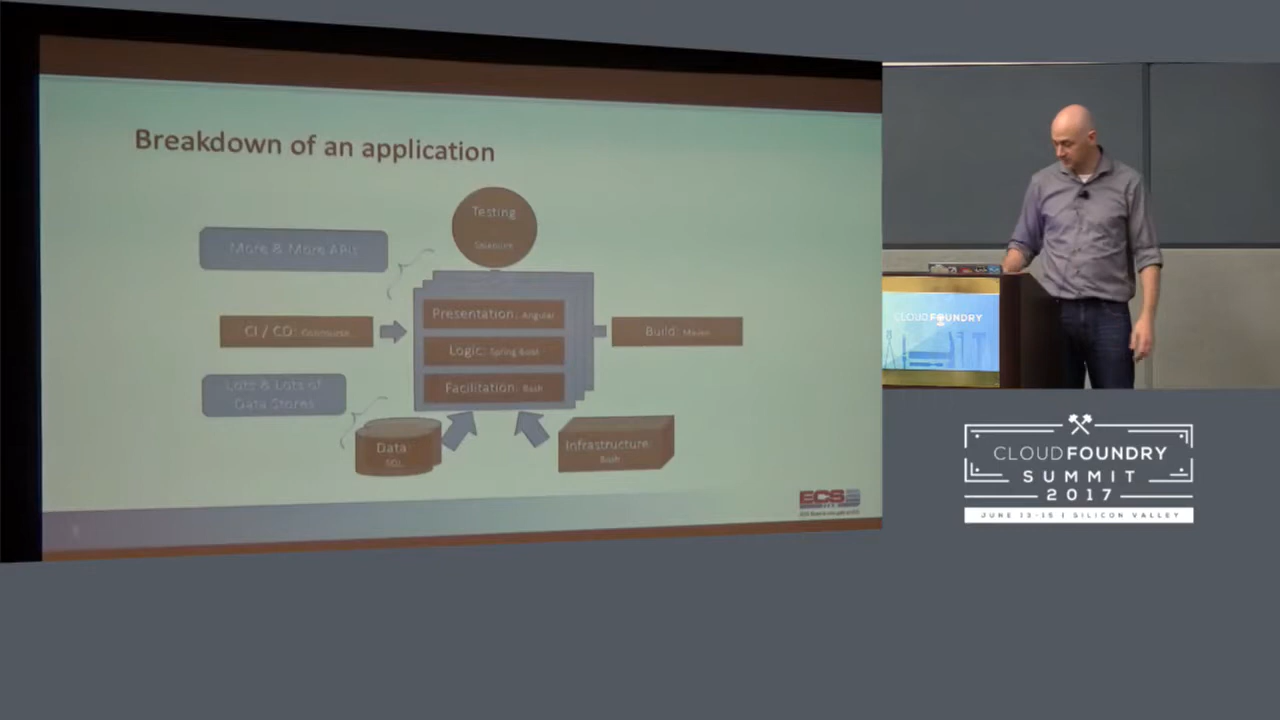 Breakdown of an application
Testing
Selenium
More & More APIs
Presentation: Angular
CI / CD: Concourse
Build: Maven
Logic: Spring Boot
Lots & Lots of
Data Stores
Facilitation: Bash
Data:
SQL
Infrastructure:
Bash
ECS
CLOUD FOUNDRY
CLOUD FOUNDRY
SUMMIT
2017
JUNE 13-15 | SILICON VALLEY